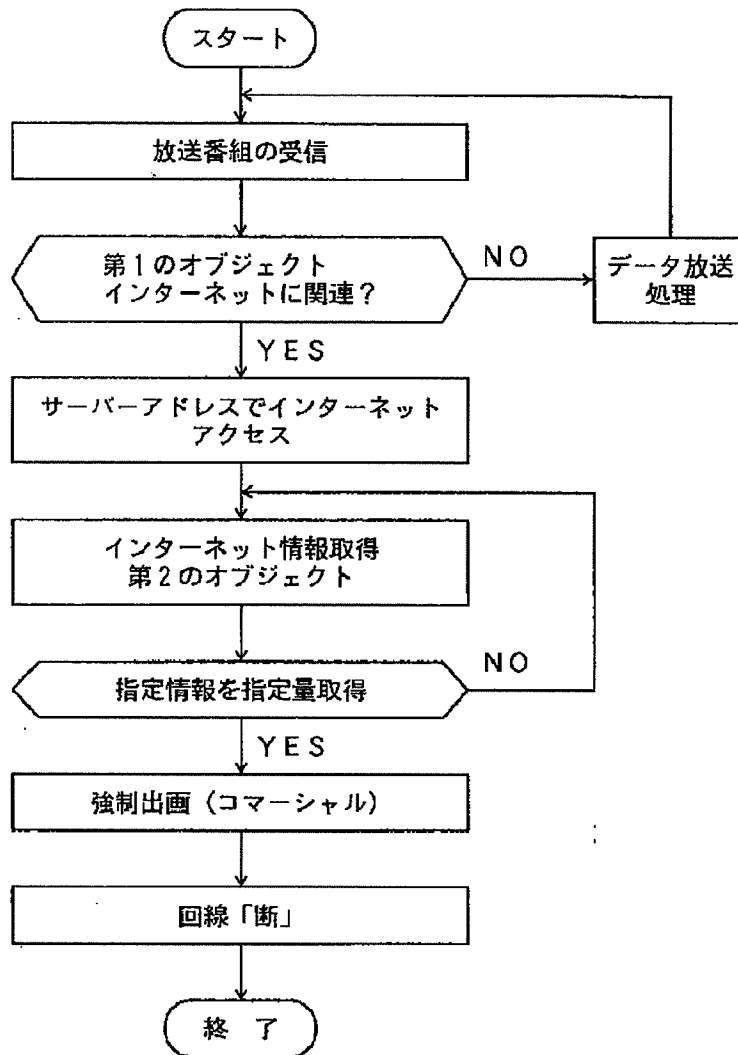 スタート
放送番組の受信
第1のオブジェクト
インターネットに関連?
NO
データ放送
処理
YES
サーバーアドレスでインターネット
アクセス
インターネット情報取得
第2のオブジェクト
指定情報を指定量取得
NO
YES
強制出画(コマーシャル)
回線「断」
終 了